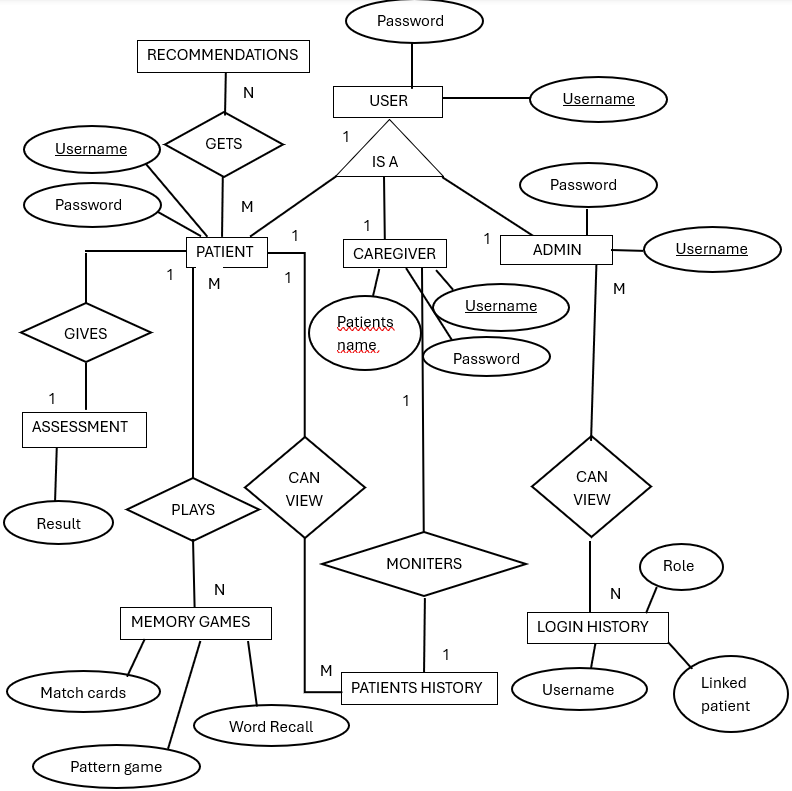 Password
RECOMMENDATIONS
N
USER
Username
1
GETS
Username
IS A
Password
Password
M
1
1
1
PATIENT
CAREGIVER
ADMIN
Username
1
M
1
M
Username
Patients
name
GIVES
Password
1
1
ASSESSMENT
CAN
VIEW
CAN
VIEW
PLAYS
Result
MONITERS
Role
N
N
MEMORY GAMES
LOGIN HISTORY
1
M
PATIENTS HISTORY
Match cards
Username
Linked
patient
Word Recall
Pattern game